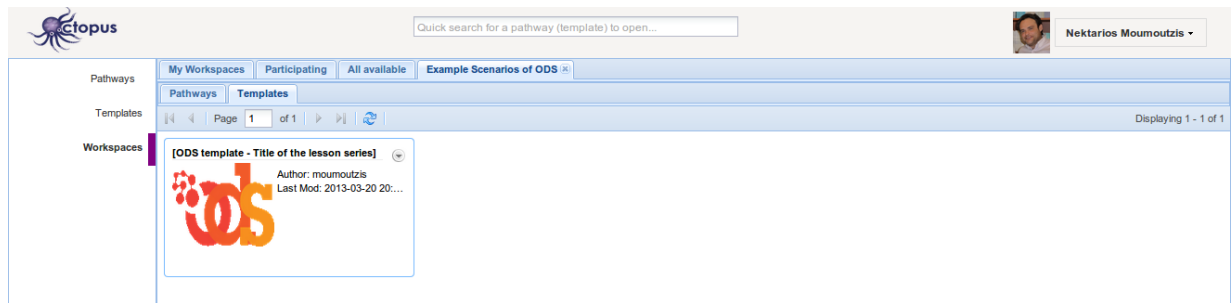 Octopus
Quick search for a pathway (template) to open...
Nektarios Moumoutzis
Pathways
Templates
Workspaces
My Workspaces Participating All available Example Scenarios of ODS
Pathways Templates
Page 1 of 1
Displaying 1 - 1 of 1
[ODS template - Title of the lesson series]
Author: moumoutzis
Last Mod: 2013-03-20 20:...
ods